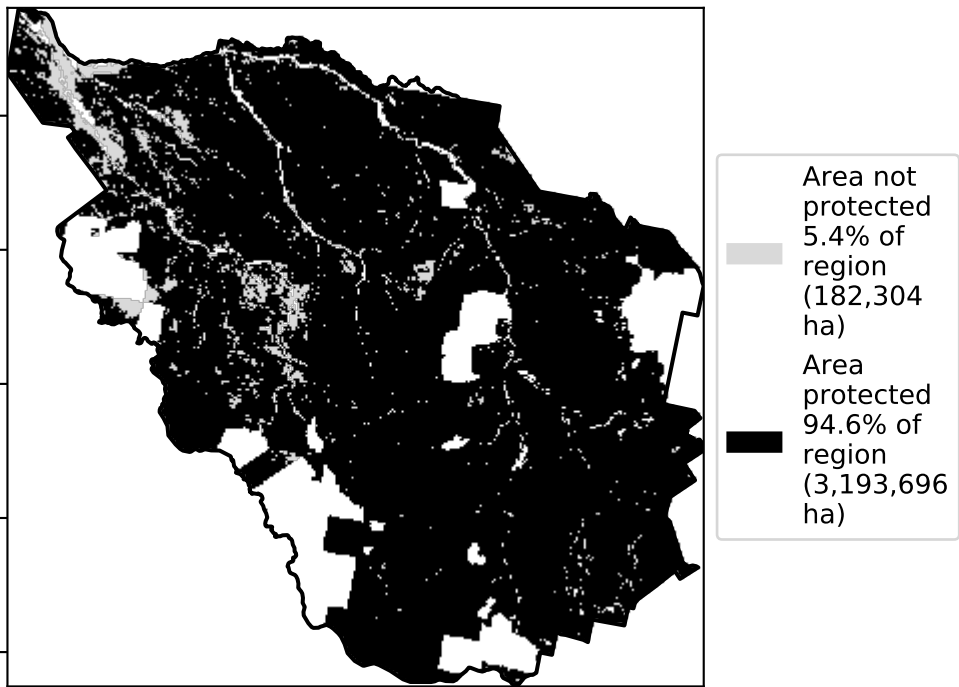 Area not
protected
5.4% of
region
(182,304
ha)
Area
protected
94.6% of
region
(3,193,696
ha)